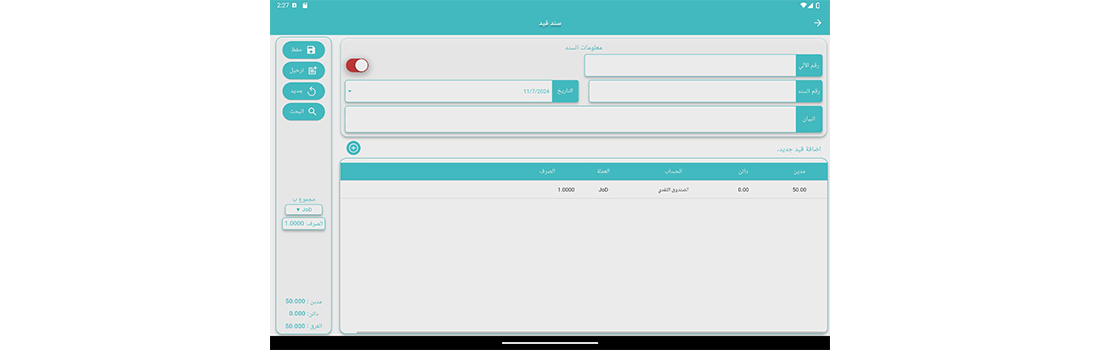 2:27
سند قيد
معلومات السند
رقم الآلي
رقم السند
التاريخ
11/7/2024
البيان
اضافة قيد جديد.
مدين
دائن
الحساب
العملة
الصرف
50.00
0.00
الصندوق النقدي
JOD
1.0000
حفظ
ترحيل
جديد
البحث
مجموع ب
JOD
الصرف: 1.0000
مدين : 50.000
دائن: 0.000
الفرق : 50.000